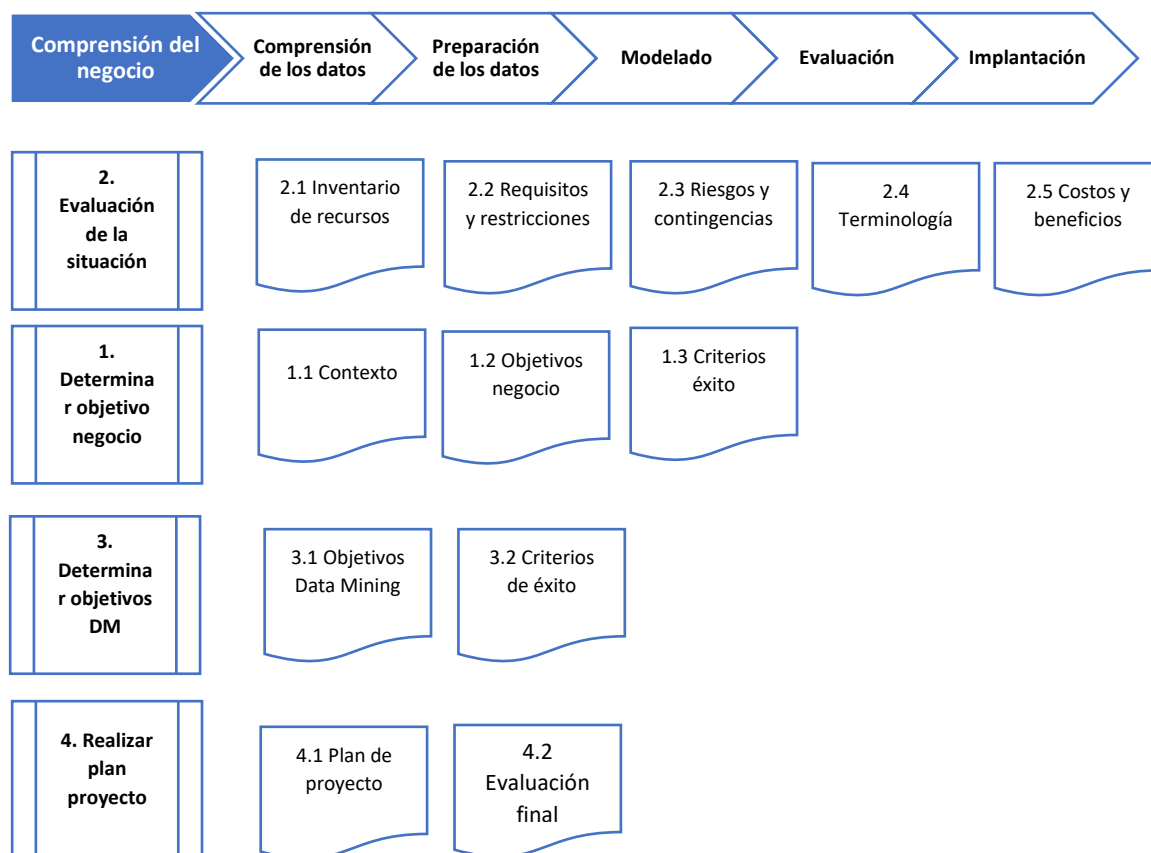 Comprensión del
negocio
Comprensión
de los datos
Preparación
de los datos
Modelado
Evaluación
Implantación
2.
Evaluación
de la
situación
2.1 Inventario
de recursos
2.2 Requisitos
y restricciones
2.3 Riesgos y
contingencias
2.4
Terminología
2.5 Costos y
beneficios
1.
Determina
r objetivo
negocio
1.1 Contexto
1.2 Objetivos
negocio
1.3 Criterios
éxito
3.
Determina
r objetivos
DM
3.1 Objetivos
Data Mining
3.2 Criterios
de éxito
4. Realizar
plan
proyecto
4.1 Plan de
proyecto
4.2
Evaluación
final